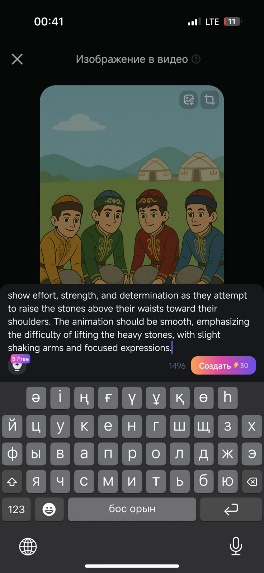 00:41
LTE 11
Изображение в видео
show effort, strength, and determination as they attempt
to raise the stones above their waists toward their
shoulders. The animation should be smooth, emphasizing
the difficulty of lifting the heavy stones, with slight
shaking arms and focused expressions.
3 Free
1496 Создать 30
ә і ң ғ ү ұ қ ө һ
й ц у к е н г ш щ з х
ф ы в а п р о л д ж э
я ч с м и т ь б ю
123 бос орын